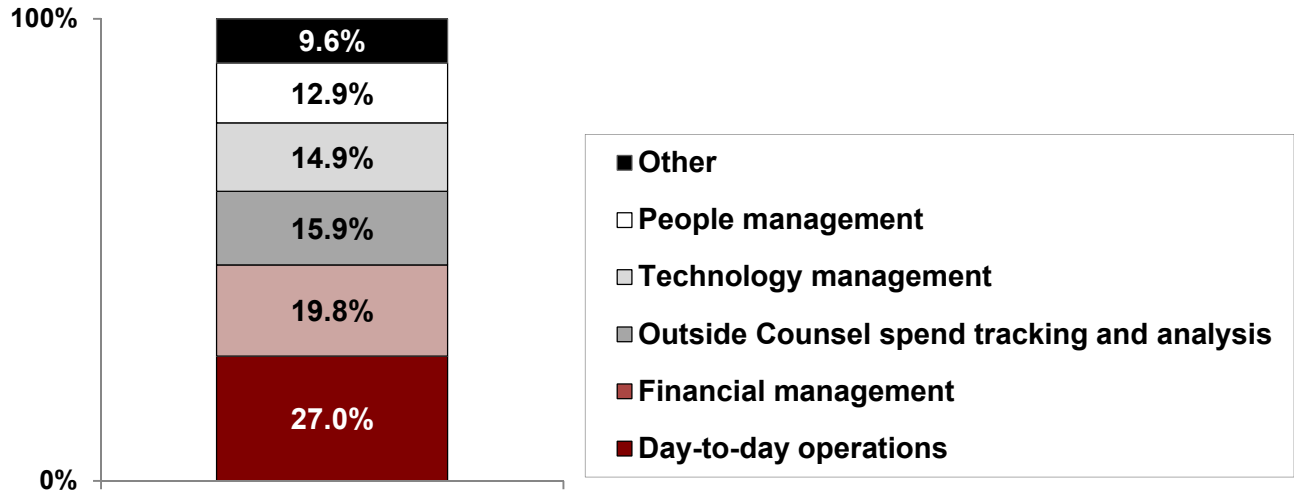 100%
9.6%
12.9%
14.9%
15.9%
19.8%
27.0%
0%
Other
People management
Technology management
Outside Counsel spend tracking and analysis
Financial management
Day-to-day operations